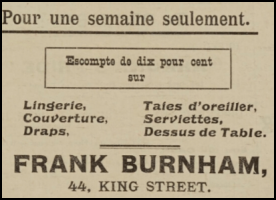 Pour une semaine seulement.
Escompte de dix pour cent
sur
Lingerie, Taies d'oreiller,
Couverture, Serviettes,
Draps, Dessus de Table.
FRANK BURNHAM,
44, KING STREET.